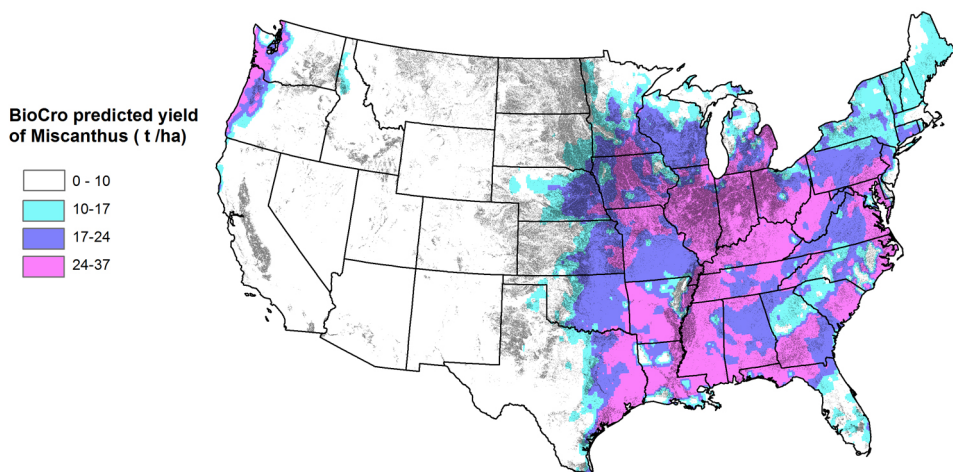 BioCro predicted yield
of Miscanthus ( t /ha)
0 - 10
10-17
17-24
24-37